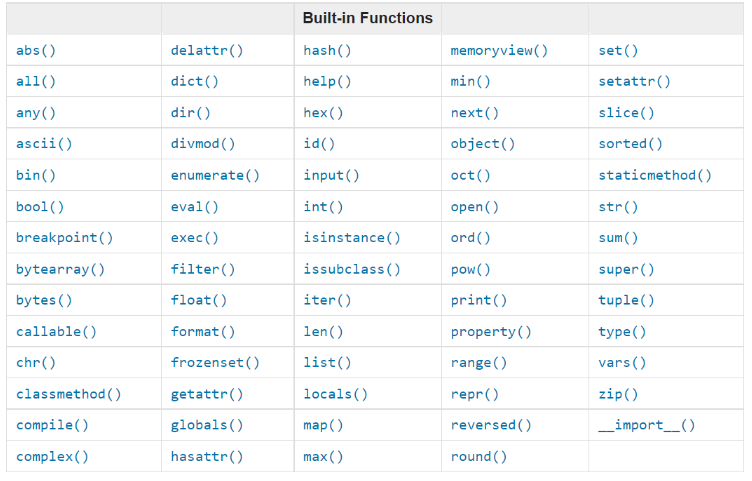 Built-in Functions
abs() delattr() hash() memoryview() set()
all() dict() help() min() setattr()
any() dir() hex() next() slice()
ascii() divmod() id() object() sorted()
bin() enumerate() input() oct() staticmethod()
bool() eval() int() open() str()
breakpoint() exec() isinstance() ord() sum()
bytearray() filter() issubclass() pow() super()
bytes() float() iter() print() tuple()
callable() format() len() property() type()
chr() frozenset() list() range() vars()
classmethod() getattr() locals() repr() zip()
compile() globals() map() reversed() __import__()
complex() hasattr() max() round()